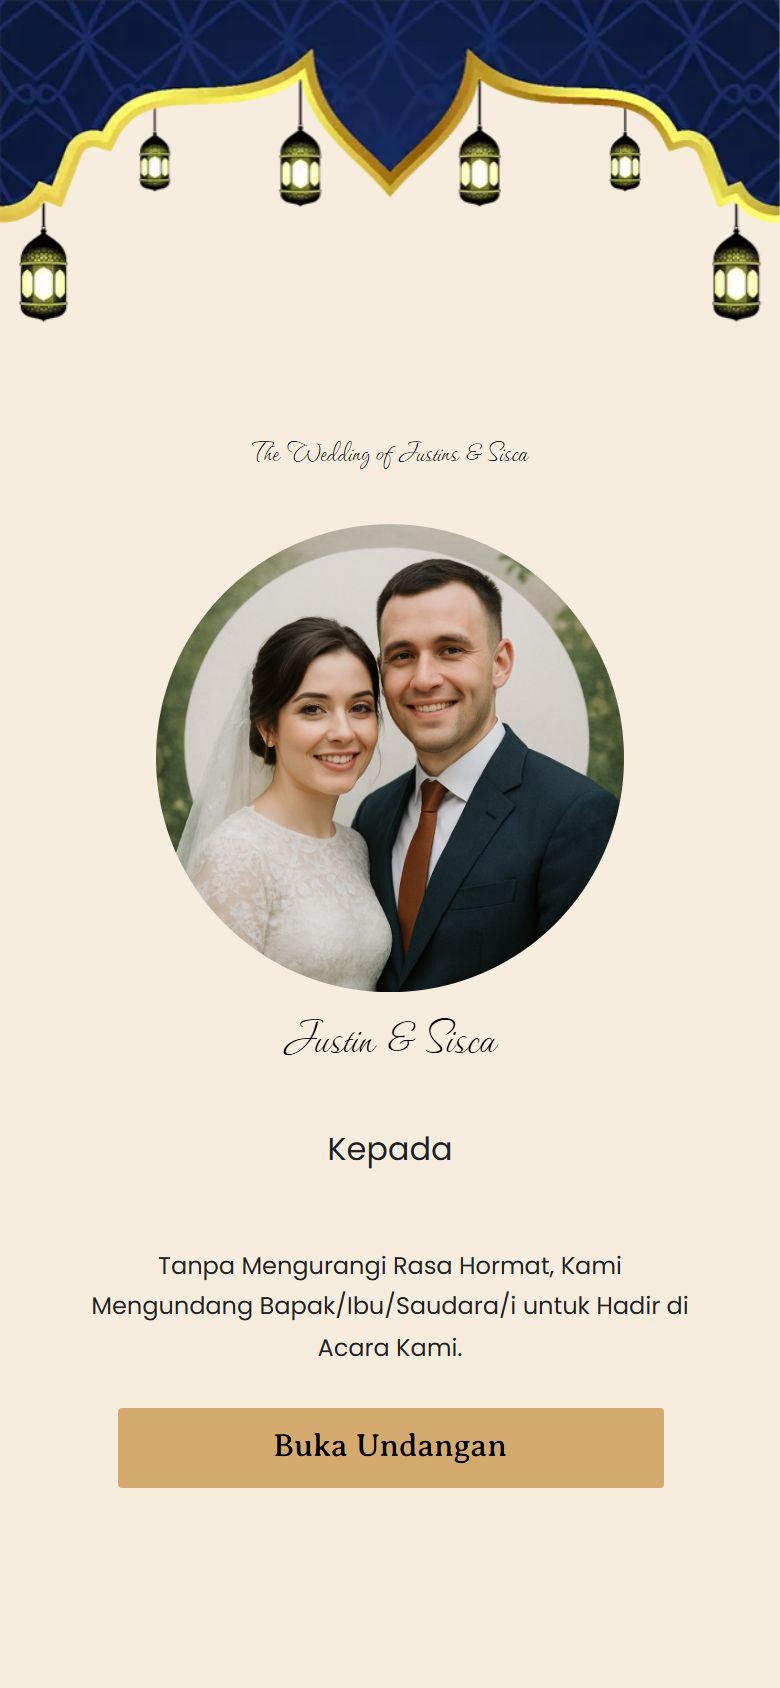 The Wedding of Justins & Sisca
Justin & Sisca
Kepada
Tanpa Mengurangi Rasa Hormat, Kami
Mengundang Bapak/Ibu/Saudara/i untuk Hadir di
Acara Kami.
Buka Undangan